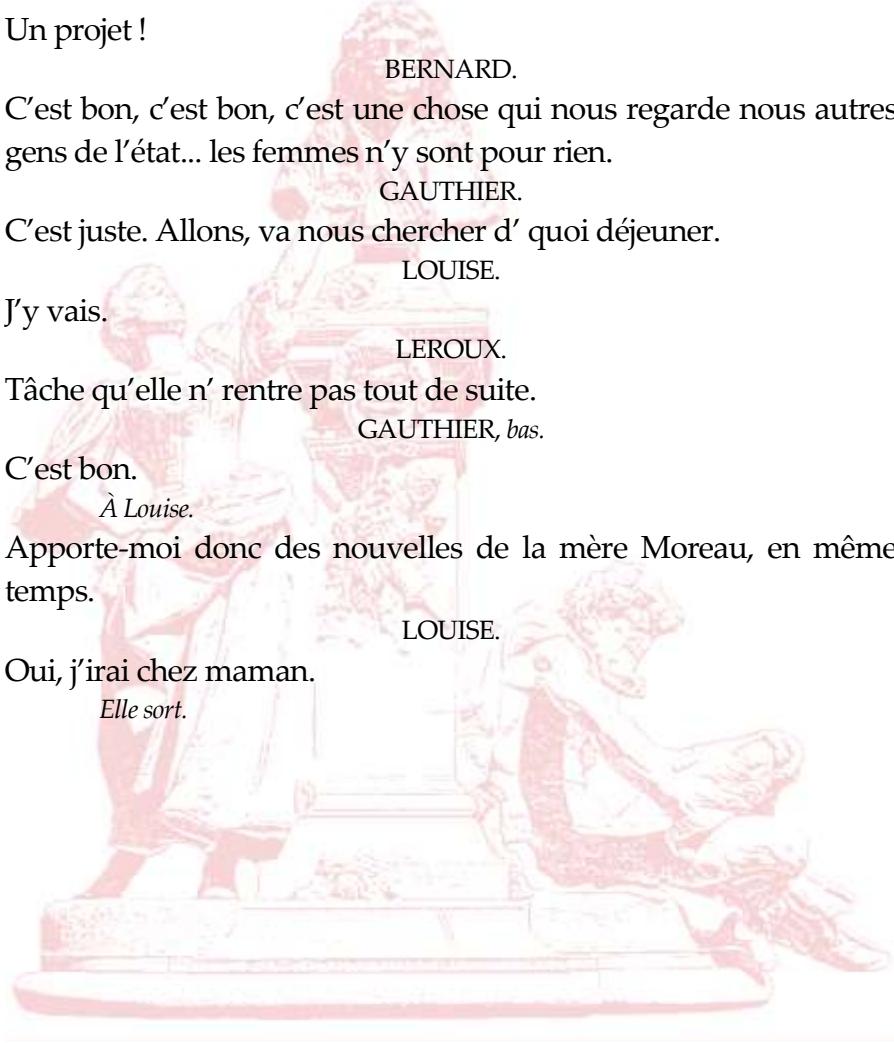 Un projet !
BERNARD.
C’est bon, c’est bon, c’est une chose qui nous regarde nous autres
gens de l’état... les femmes n’y sont pour rien.
GAUTHIER.
C’est juste. Allons, va nous chercher d’ quoi déjeuner.
LOUISE.
J’y vais.
LEROUX.
Tâche qu’elle n’ rentre pas tout de suite.
GAUTHIER, bas.
C’est bon.
À Louise.
Apporte-moi donc des nouvelles de la mère Moreau, en même
temps.
LOUISE.
Oui, j’irai chez maman.
Elle sort.